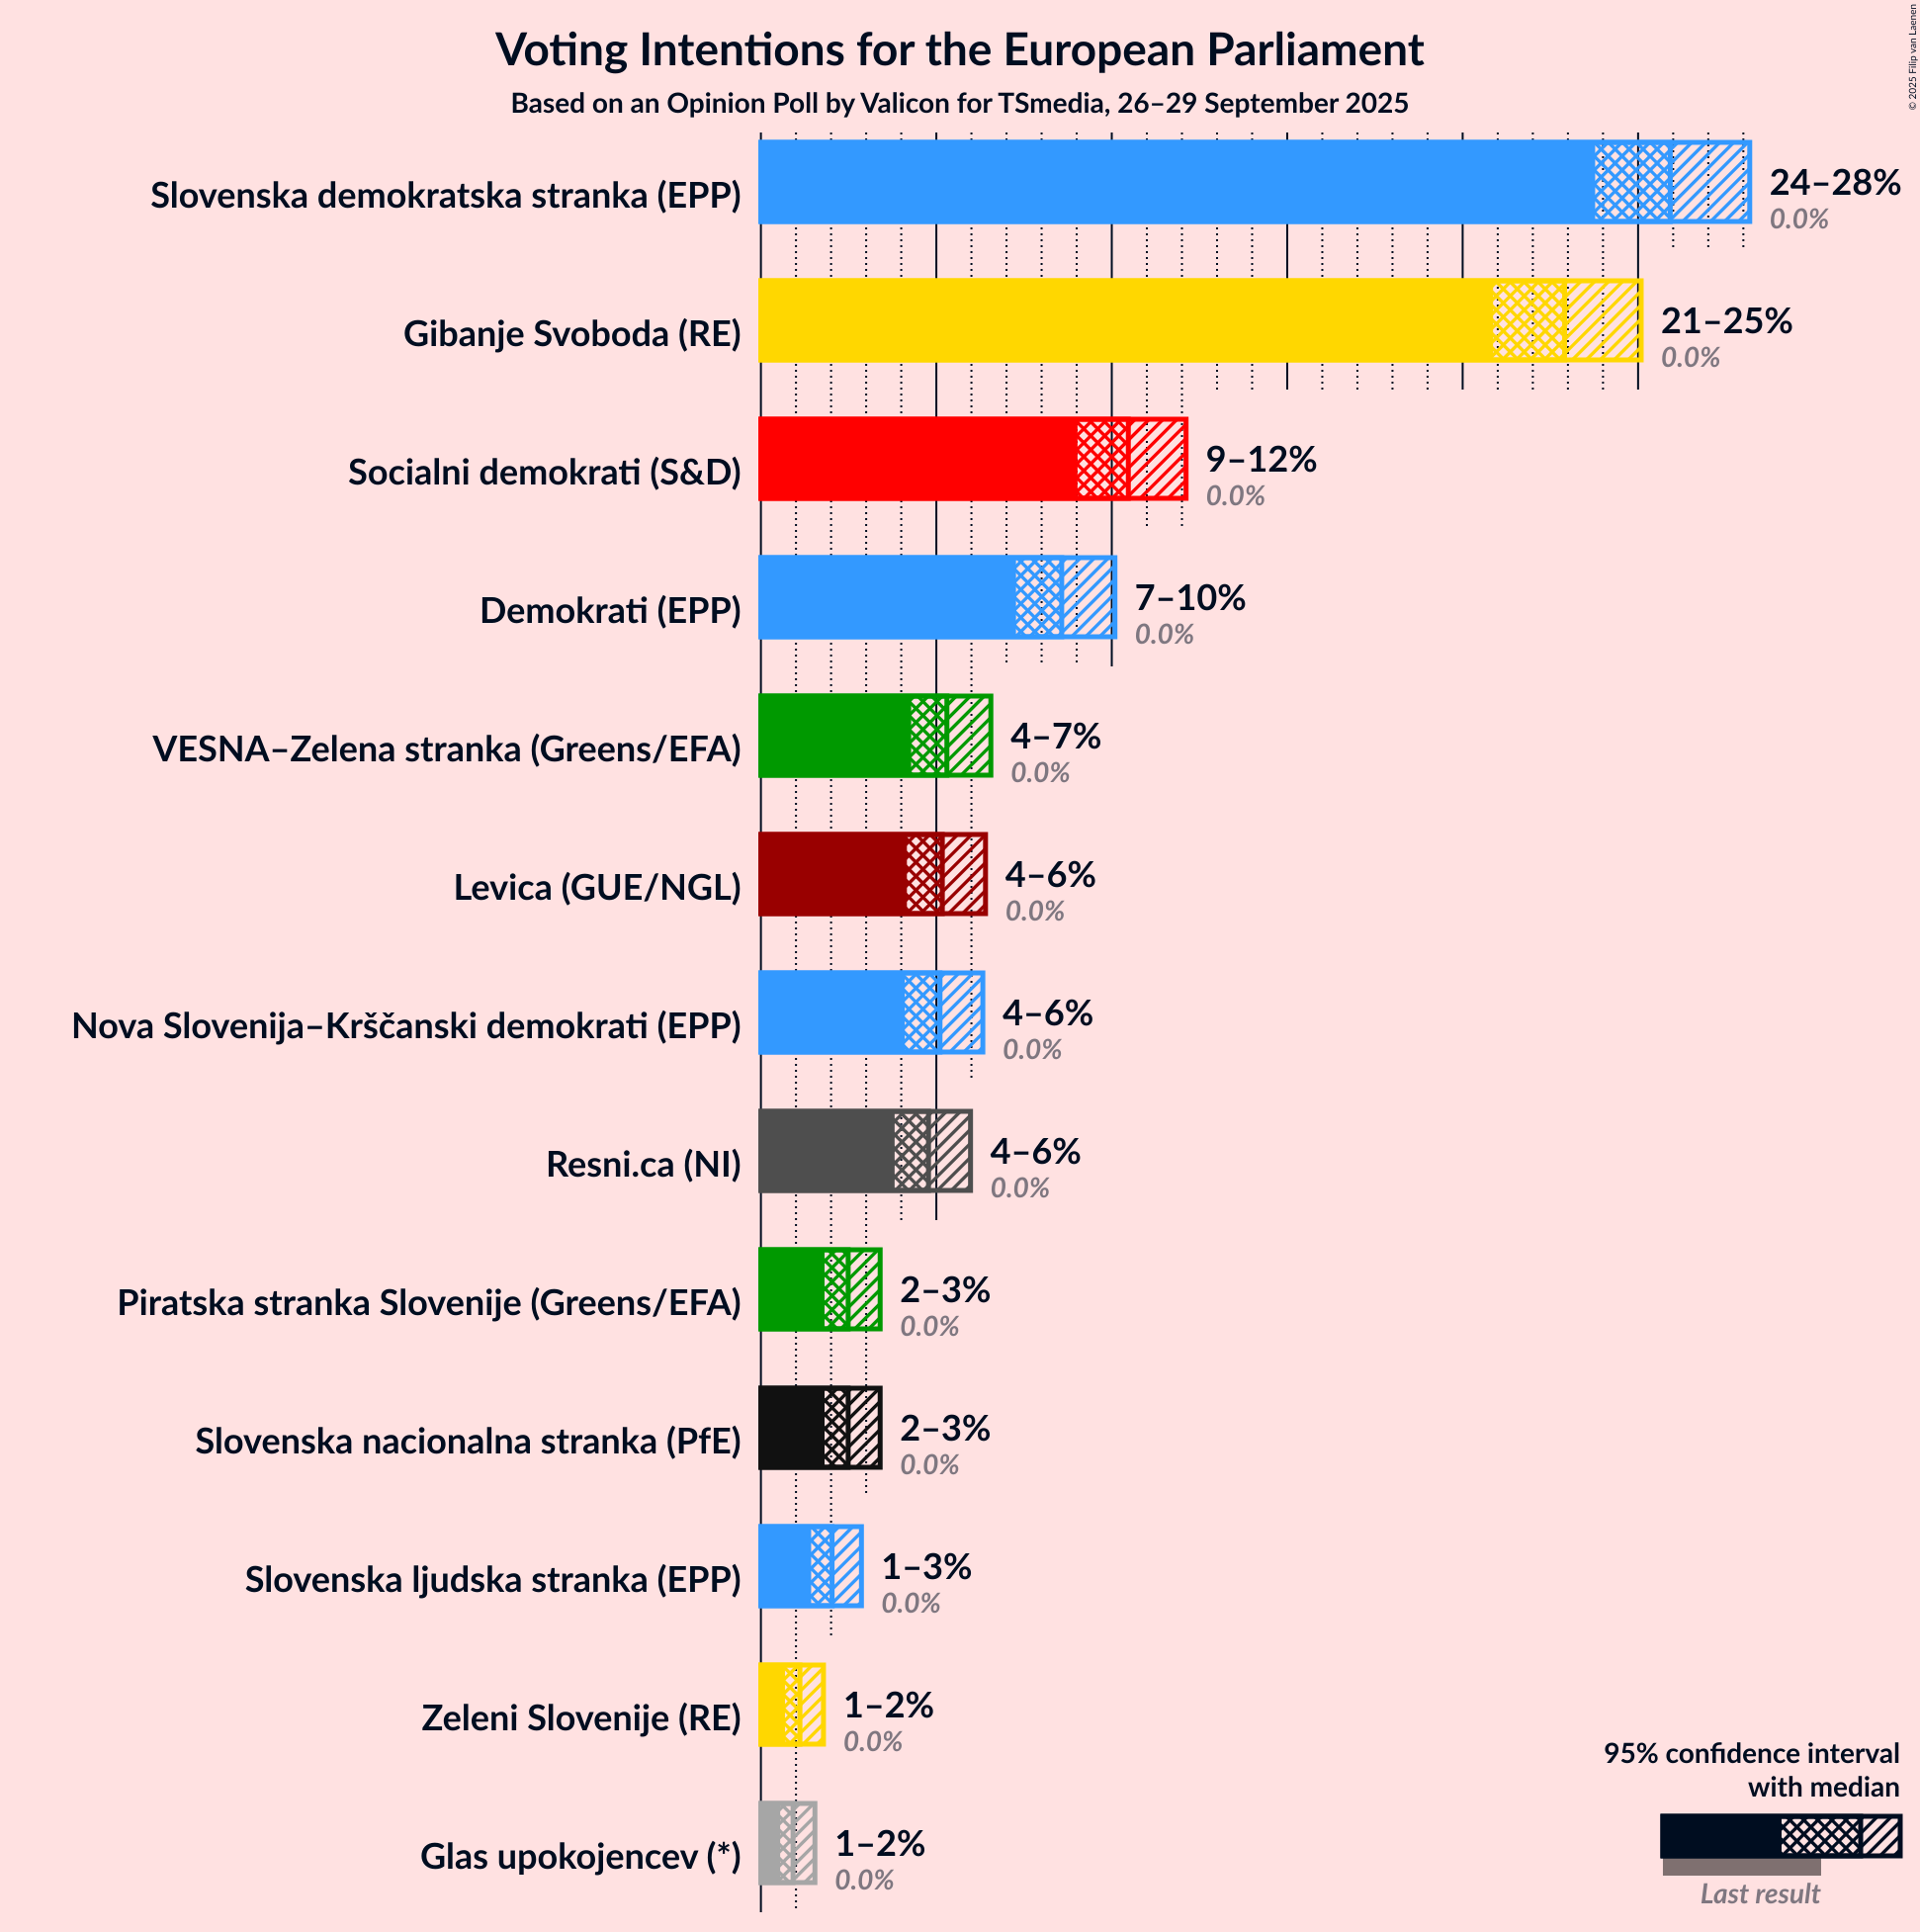 Voting Intentions for the European Parliament
Based on an Opinion Poll by Valicon for TSmedia, 26–29 September 2025
© 2025 Filip van Laenen
Slovenska demokratska stranka (EPP)
24–28%
0.0%
Gibanje Svoboda (RE)
21–25%
0.0%
Socialni demokrati (S&D)
9–12%
0.0%
Demokrati (EPP)
7–10%
0.0%
VESNA–Zelena stranka (Greens/EFA)
4–7%
0.0%
Levica (GUE/NGL)
4–6%
0.0%
Nova Slovenija–Krščanski demokrati (EPP)
4–6%
0.0%
Resni.ca (NI)
4–6%
0.0%
Piratska stranka Slovenije (Greens/EFA)
2–3%
0.0%
Slovenska nacionalna stranka (PfE)
2–3%
0.0%
Slovenska ljudska stranka (EPP)
1–3%
0.0%
Zeleni Slovenije (RE)
1–2%
0.0%
Glas upokojencev (*)
1–2%
0.0%
95% confidence interval
with median
Last result